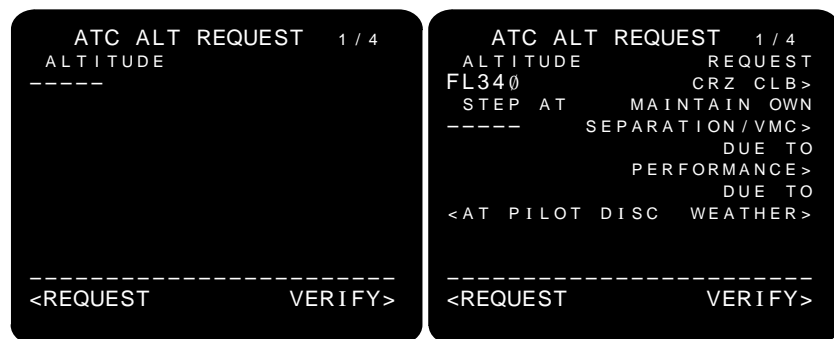 ATC ALT REQUEST 1/4
ALTITUDE
-----
--------------------------
<REQUEST VERIFY>
ATC ALT REQUEST 1/4
ALTITUDE REQUEST
FL340 CRZ CLB>
STEP AT MAINTAIN OWN
----- SEPARATION/VMC>
DUE TO
PERFORMANCE>
DUE TO
<AT PILOT DISC WEATHER>
--------------------------
<REQUEST VERIFY>